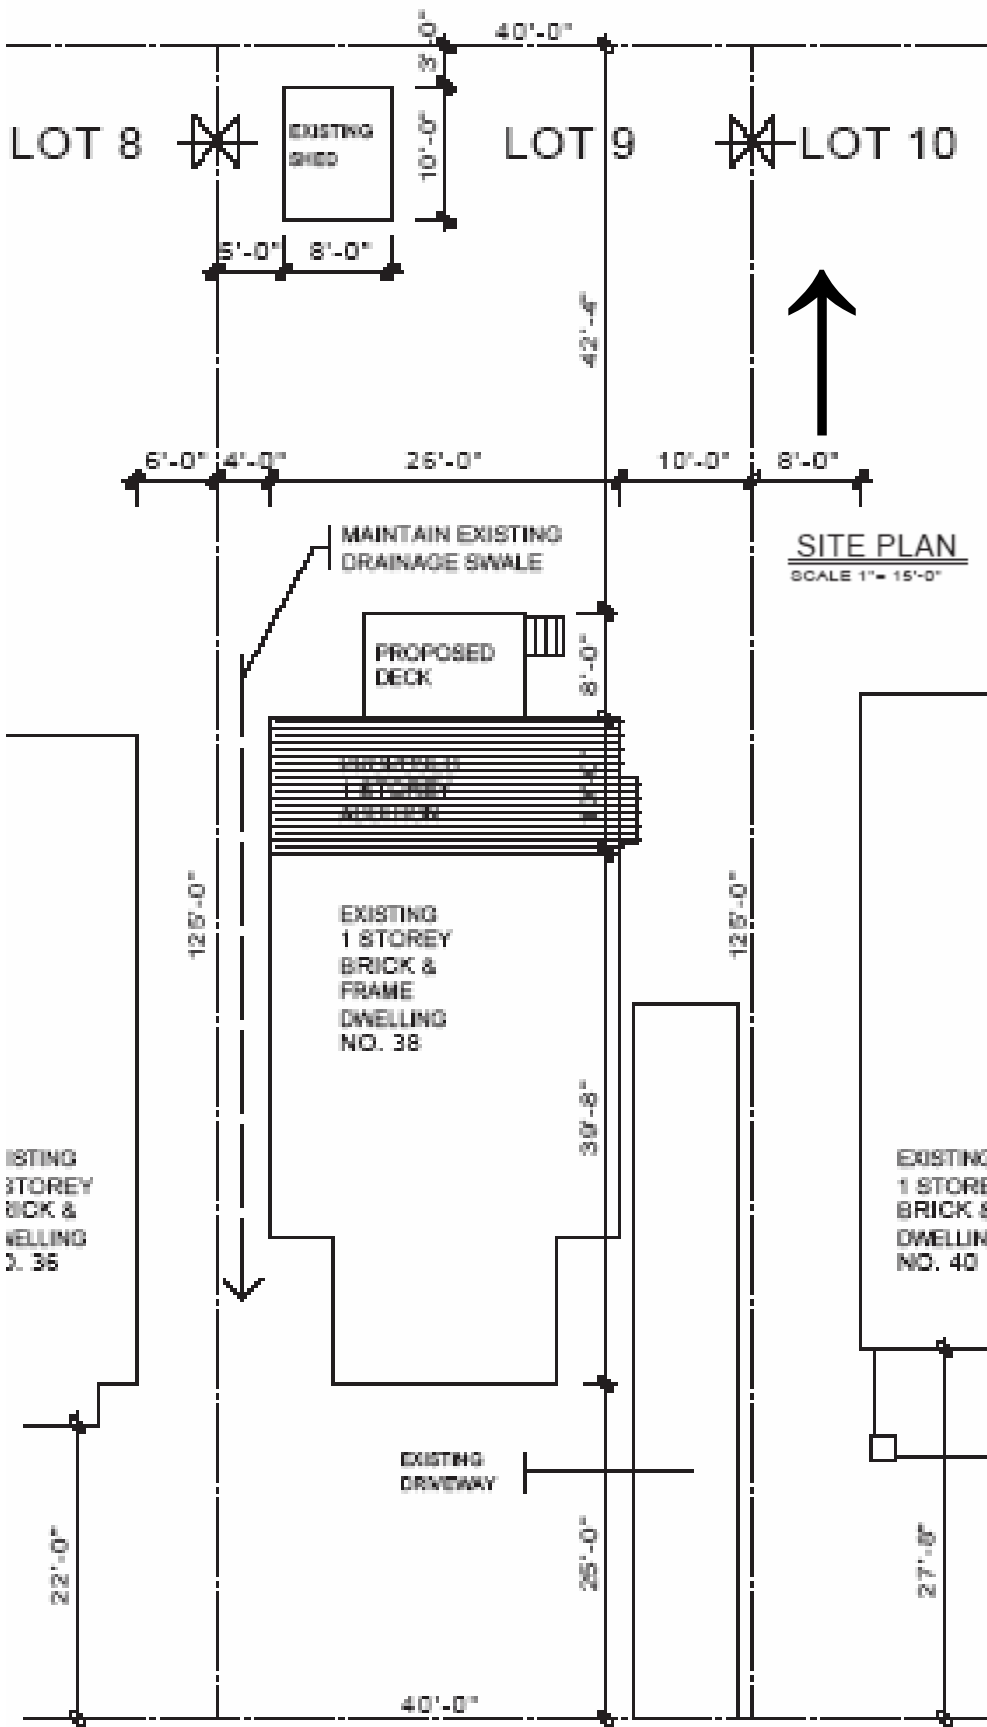 3'-0"
40'-0"
LOT 8
EXISTING
SHED
10'-0"
LOT 9
LOT 10
5'-0"
8'-0"
42'-4"
6'-0"
4'-0"
26'-0"
10'-0"
8'-0"
MAINTAIN EXISTING
DRAINAGE SWALE
SITE PLAN
SCALE 1"= 15'-0"
PROPOSED
DECK
8'-0"
1 STOREY
125'-0"
125'-0"
EXISTING
1 STOREY
BRICK &
FRAME
DWELLING
NO. 38
39'-8"
ISTING
STOREY
RICK &
WELLING
O. 36
EXISTING
1 STORE
BRICK &
DWELLIN
NO. 40
EXISTING
DRIVEWAY
22'-0"
25'-0"
27'-8"
40'-0"